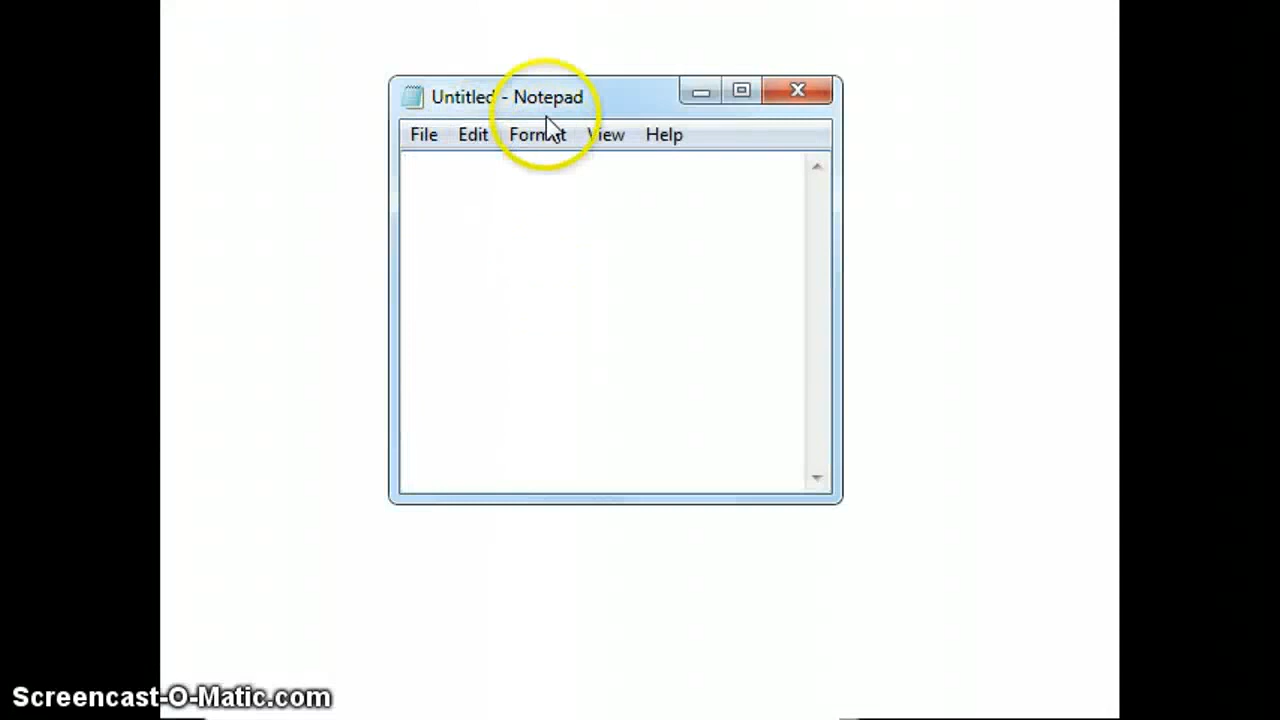 Untitled - Notepad
File Edit Format View Help
Screencast-O-Matic.com